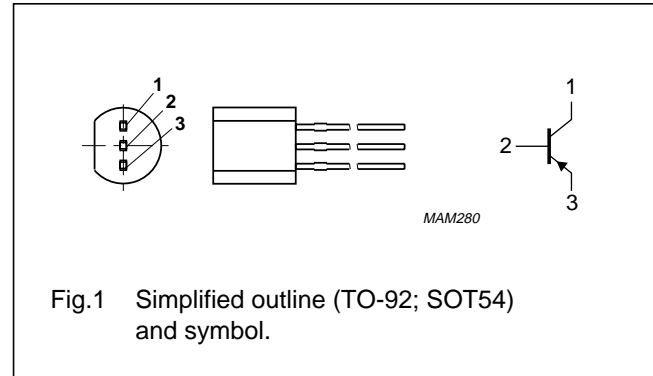 1
2
3
1
2
3
MAM280
Fig.1 Simplified outline (TO-92; SOT54)
and symbol.